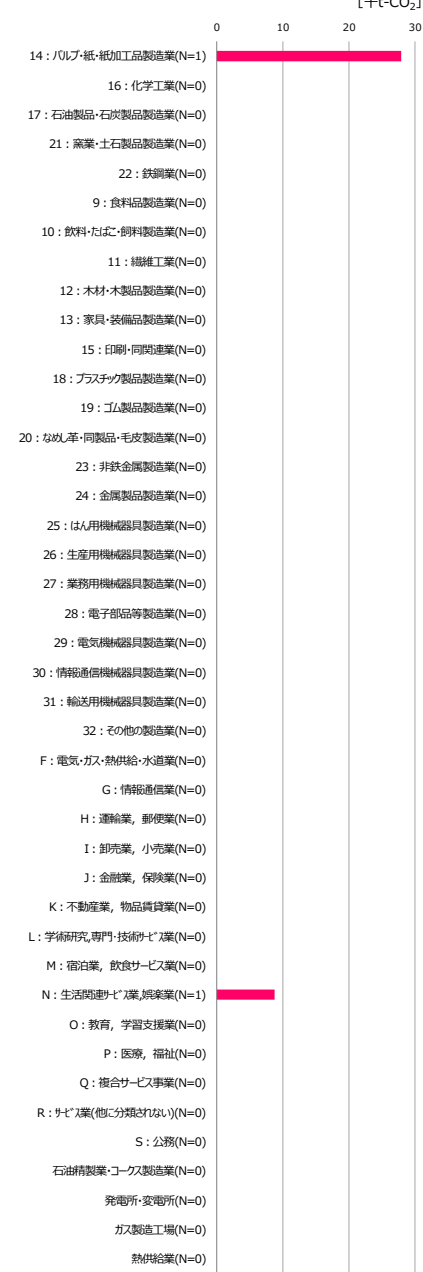 [千t-CO₂]
0 10 20 30
14：パルプ・紙・紙加工品製造業(N=1)
16：化学工業(N=0)
17：石油製品・石炭製品製造業(N=0)
21：窯業・土石製品製造業(N=0)
22：鉄鋼業(N=0)
9：食料品製造業(N=0)
10：飲料・たばこ・飼料製造業(N=0)
11：繊維工業(N=0)
12：木材・木製品製造業(N=0)
13：家具・装備品製造業(N=0)
15：印刷・同関連業(N=0)
18：プラスチック製品製造業(N=0)
19：ゴム製品製造業(N=0)
20：なめし革・同製品・毛皮製造業(N=0)
23：非鉄金属製造業(N=0)
24：金属製品製造業(N=0)
25：はん用機械器具製造業(N=0)
26：生産用機械器具製造業(N=0)
27：業務用機械器具製造業(N=0)
28：電子部品等製造業(N=0)
29：電気機械器具製造業(N=0)
30：情報通信機械器具製造業(N=0)
31：輸送用機械器具製造業(N=0)
32：その他の製造業(N=0)
F：電気・ガス・熱供給・水道業(N=0)
G：情報通信業(N=0)
H：運輸業，郵便業(N=0)
I：卸売業，小売業(N=0)
J：金融業，保険業(N=0)
K：不動産業，物品賃貸業(N=0)
L：学術研究,専門・技術ｻｰﾋﾞｽ業(N=0)
M：宿泊業，飲食サービス業(N=0)
N：生活関連ｻｰﾋﾞｽ業,娯楽業(N=1)
O：教育，学習支援業(N=0)
P：医療，福祉(N=0)
Q：複合サービス事業(N=0)
R：ｻｰﾋﾞｽ業(他に分類されない)(N=0)
S：公務(N=0)
石油精製業・コークス製造業(N=0)
発電所・変電所(N=0)
ガス製造工場(N=0)
熱供給業(N=0)